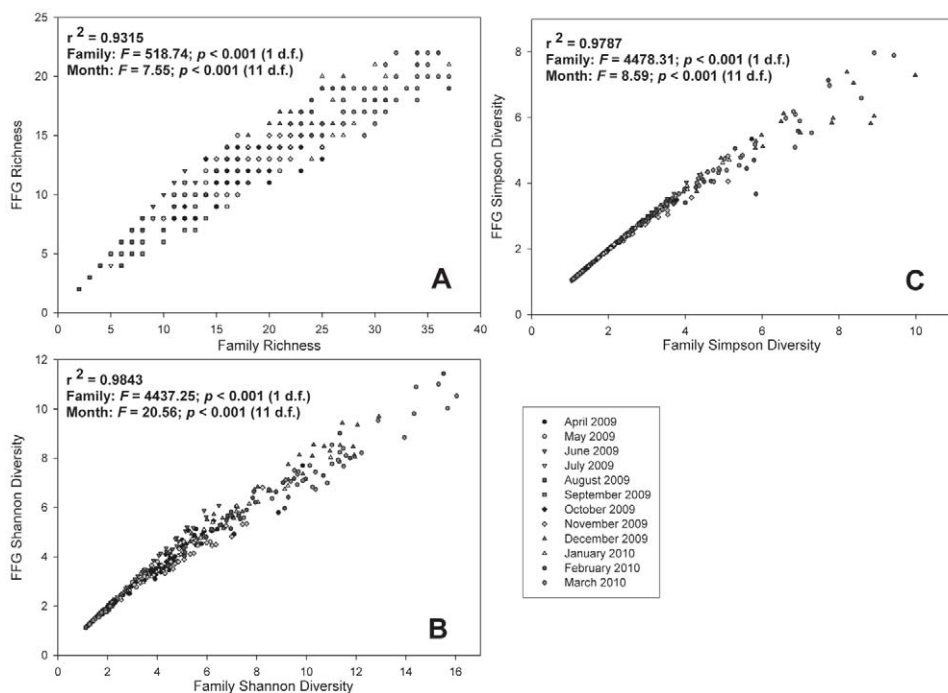 r 2 = 0.9315
Family: F = 518.74; p < 0.001 (1 d.f.)
Month: F = 7.55; p < 0.001 (11 d.f.)
25
20
15
10
5
0
FFG Richness
A
0 5 10 15 20 25 30 35 40
Family Richness
r 2 = 0.9843
Family: F = 4437.25; p < 0.001 (1 d.f.)
Month: F = 20.56; p < 0.001 (11 d.f.)
12
10
8
6
4
2
0
FFG Shannon Diversity
B
0 2 4 6 8 10 12 14 16
Family Shannon Diversity
r 2 = 0.9787
Family: F = 4478.31; p < 0.001 (1 d.f.)
Month: F = 8.59; p < 0.001 (11 d.f.)
8
6
4
2
0
FFG Simpson Diversity
C
0 2 4 6 8 10
Family Simpson Diversity
April 2009
May 2009
June 2009
July 2009
August 2009
September 2009
October 2009
November 2009
December 2009
January 2010
February 2010
March 2010